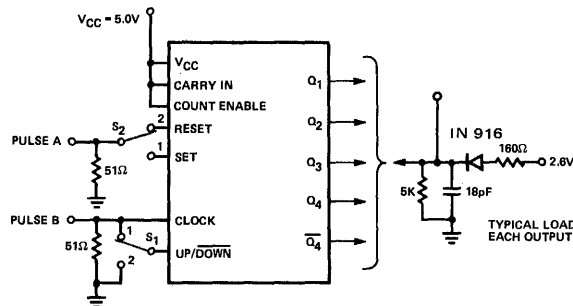 VCC = 5.0V
VCC
CARRY IN
COUNT ENABLE
2
RESET
S2
PULSE A
1
SET
51Ω
PULSE B
CLOCK
51Ω
1
S1
UP/DOWN
2
Q1
Q2
Q3
Q4
Q4
IN 916
160Ω
2.6V
5K
18pF
TYPICAL LOAD
EACH OUTPUT